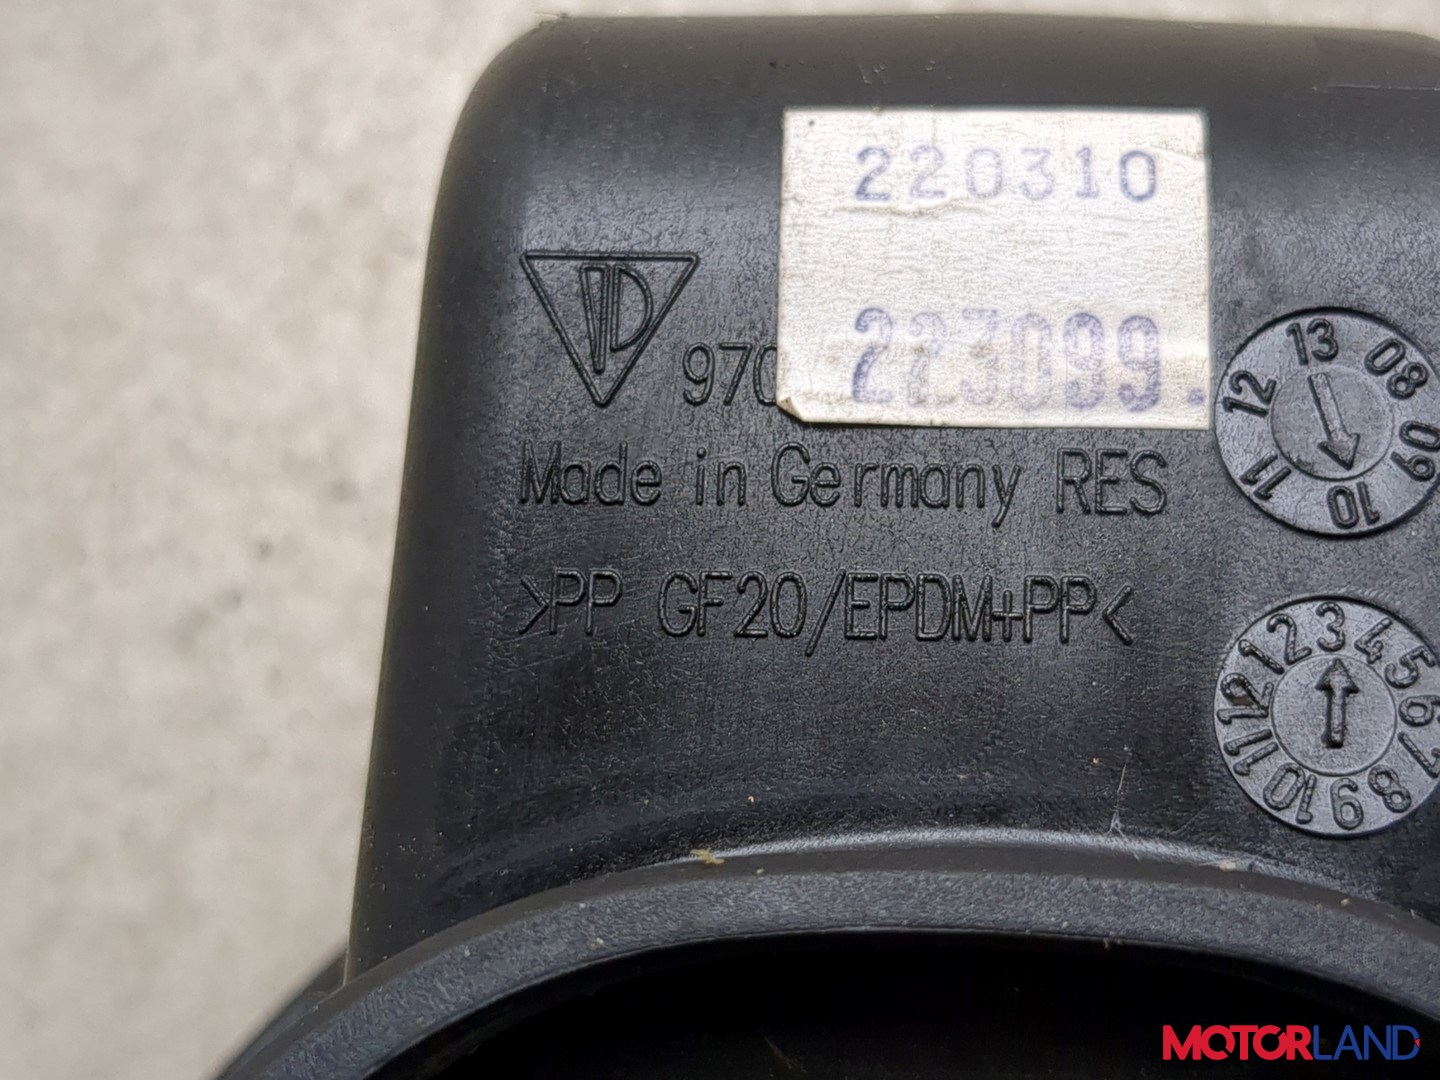 220310
223099.
970
Made in Germany RES
>PP GF20/EPDM+PP<
13 08 09 10 11 12
1 2 3 4 5 6 7 8 9 10 11 12
MOTORLAND